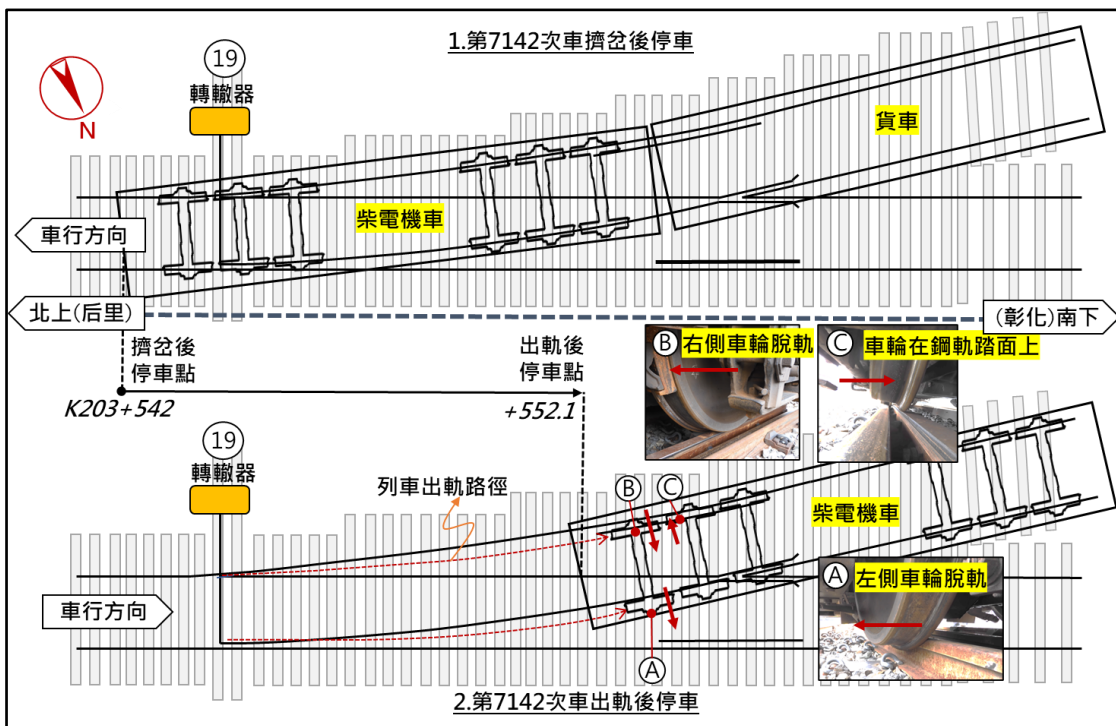 1.第7142次車擠岔後停車
19
轉轍器
N
貨車
柴電機車
車行方向
北上(后里)
(彰化)南下
擠岔後
停車點
出軌後
停車點
K203+542
+552.1
B 右側車輪脫軌
C 車輪在鋼軌踏面上
19
轉轍器
列車出軌路徑
B
C
柴電機車
車行方向
A 左側車輪脫軌
A
2.第7142次車出軌後停車